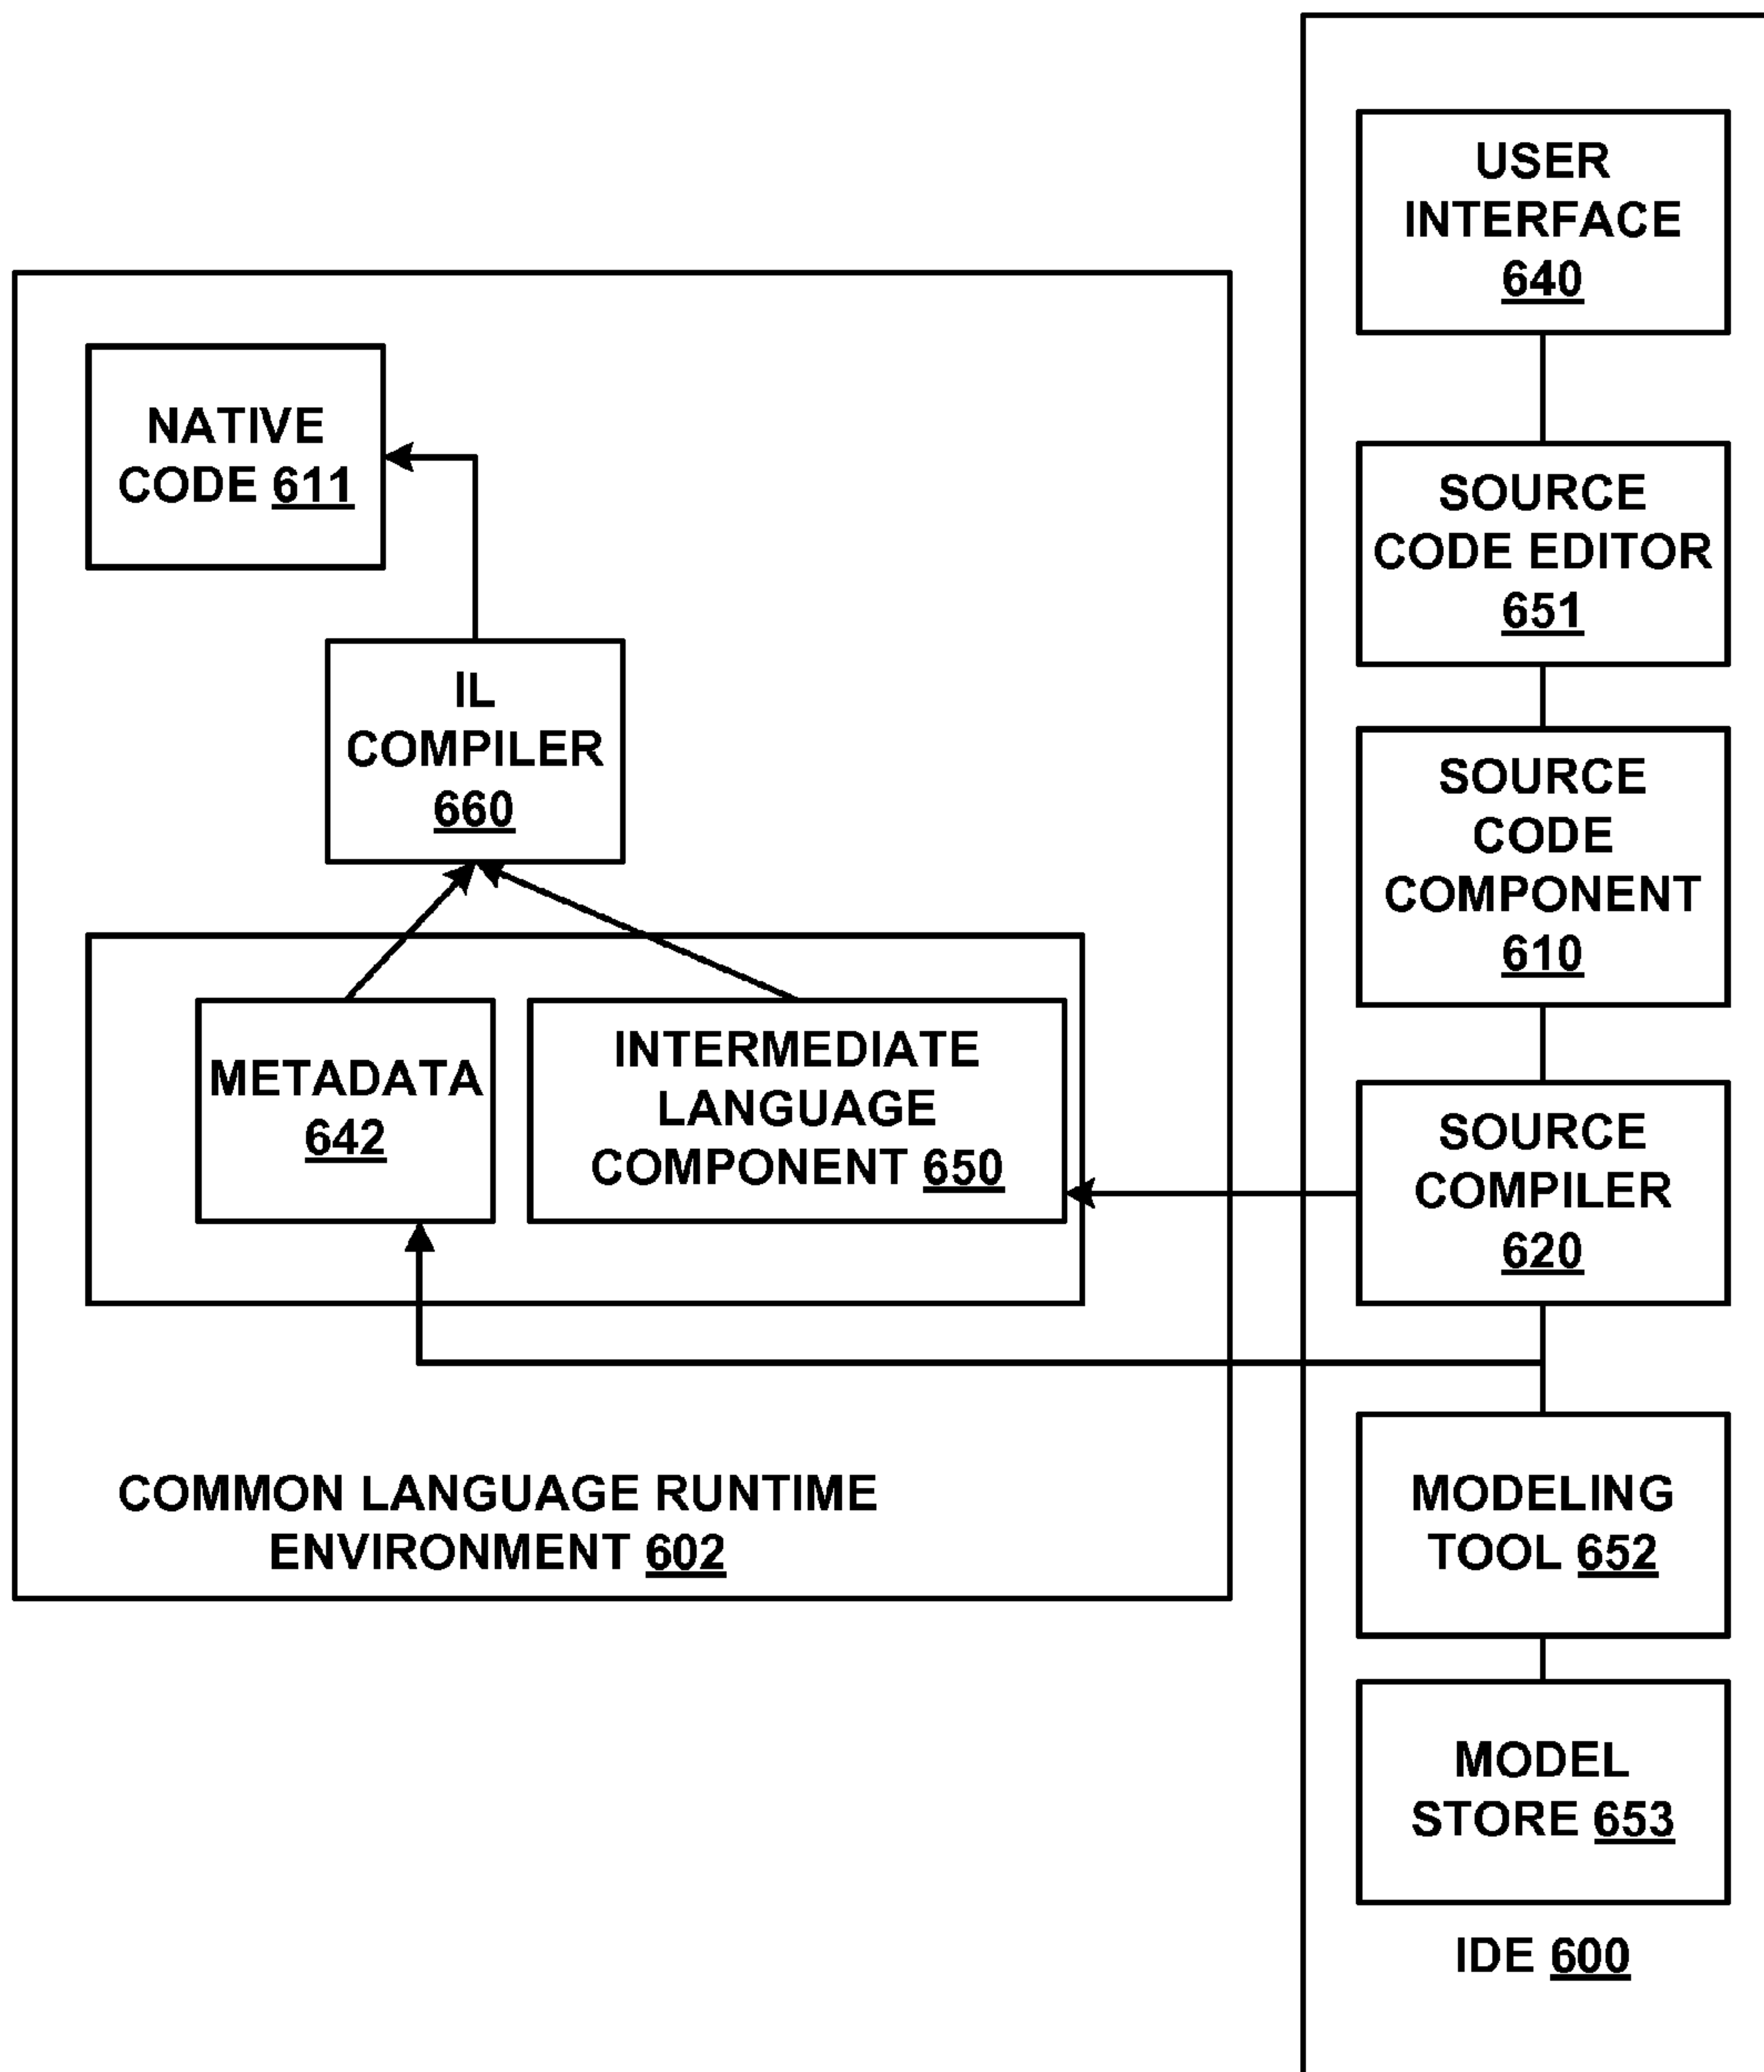 USER
INTERFACE
640
NATIVE
CODE 611
SOURCE
CODE EDITOR
651
IL
COMPILER
660
SOURCE
CODE
COMPONENT
610
METADATA
642
INTERMEDIATE
LANGUAGE
COMPONENT 650
SOURCE
COMPILER
620
COMMON LANGUAGE RUNTIME
ENVIRONMENT 602
MODELING
TOOL 652
MODEL
STORE 653
IDE 600